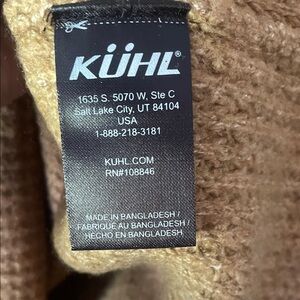 KÜHL®
1635 S. 5070 W, Ste C
Salt Lake City, UT 84104
USA
1-888-218-3181
KUHL.COM
RN#108846
MADE IN BANGLADESH /
FABRIQUÉ AU BANGLADESH /
HECHO EN BANGLADESH